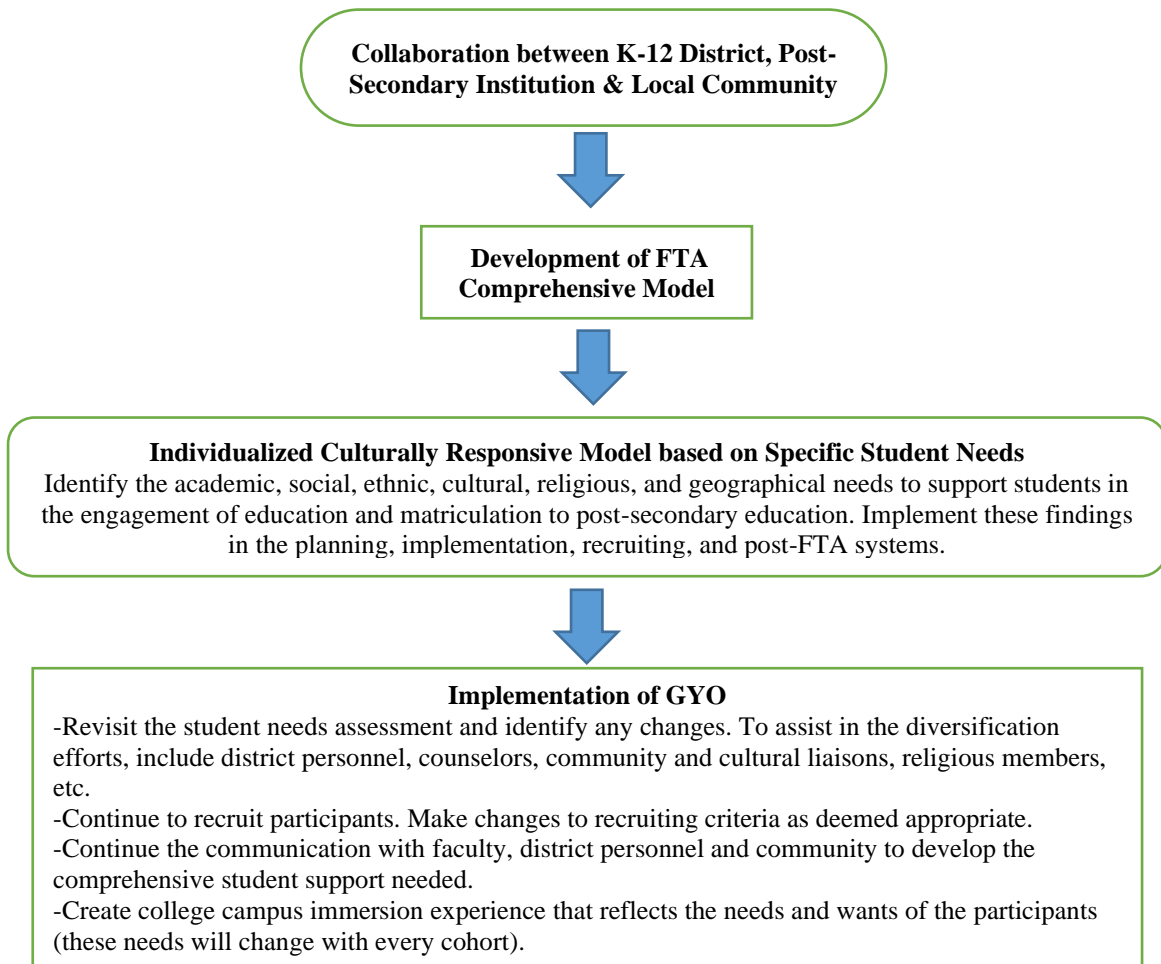 Collaboration between K-12 District, Post-
Secondary Institution & Local Community
Development of FTA
Comprehensive Model
Individualized Culturally Responsive Model based on Specific Student Needs
Identify the academic, social, ethnic, cultural, religious, and geographical needs to support students in
the engagement of education and matriculation to post-secondary education. Implement these findings
in the planning, implementation, recruiting, and post-FTA systems.
Implementation of GYO
-Revisit the student needs assessment and identify any changes. To assist in the diversification
efforts, include district personnel, counselors, community and cultural liaisons, religious members,
etc.
-Continue to recruit participants. Make changes to recruiting criteria as deemed appropriate.
-Continue the communication with faculty, district personnel and community to develop the
comprehensive student support needed.
-Create college campus immersion experience that reflects the needs and wants of the participants
(these needs will change with every cohort).